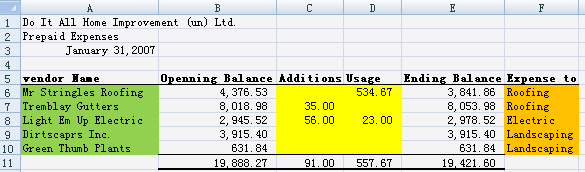 A B C D E F
1 Do It All Home Improvement (un) Ltd.
2 Prepaid Expenses
3 January 31,2007
4
5 vendor Name Openning Balance Additions Usage Ending Balance Expense to
6 Mr Stringles Roofing 4,376.53 534.67 3,841.86 Roofing
7 Tremblay Gutters 8,018.98 35.00 8,053.98 Roofing
8 Light Em Up Electric 2,945.52 56.00 23.00 2,978.52 Electric
9 Dirtscaprs Inc. 3,915.40 3,915.40 Landscaping
10 Green Thumb Plants 631.84 631.84 Landscaping
11 19,888.27 91.00 557.67 19,421.60